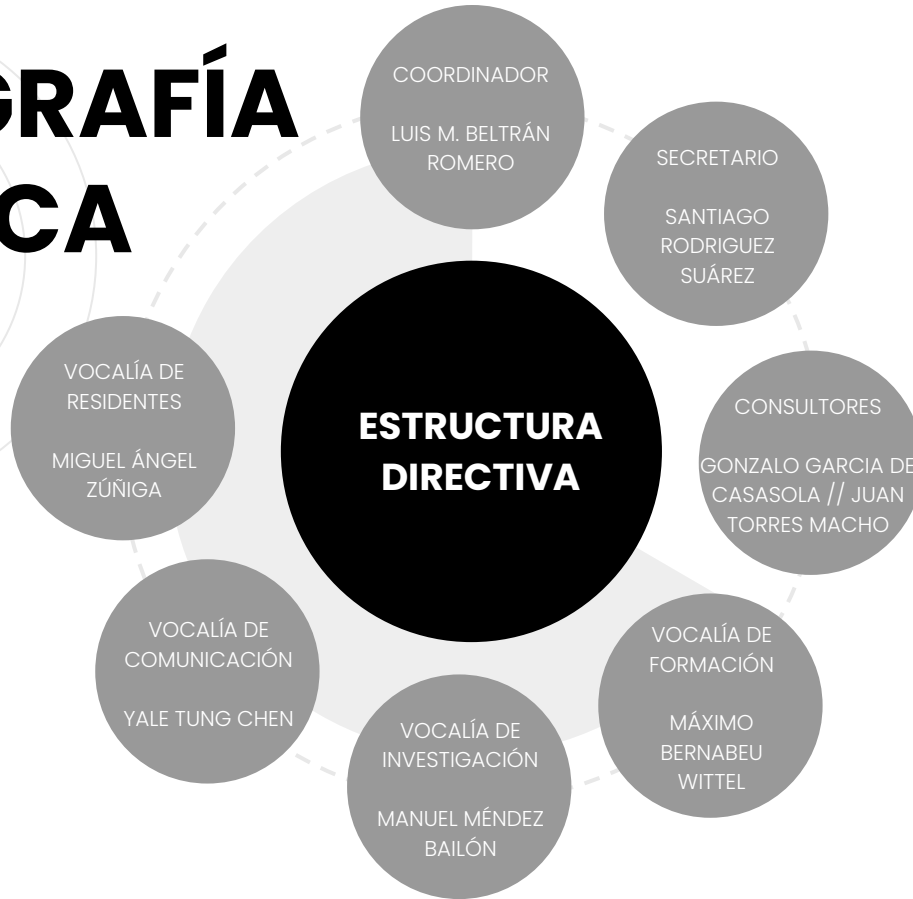 GRAFÍA
CA
COORDINADOR
LUIS M. BELTRÁN
ROMERO
SECRETARIO
SANTIAGO
RODRIGUEZ
SUÁREZ
CONSULTORES
GONZALO GARCIA DE
CASASOLA // JUAN
TORRES MACHO
VOCALÍA DE
FORMACIÓN
MÁXIMO
BERNABEU
WITTEL
VOCALÍA DE
INVESTIGACIÓN
MANUEL MÉNDEZ
BAILÓN
VOCALÍA DE
COMUNICACIÓN
YALE TUNG CHEN
VOCALÍA DE
RESIDENTES
MIGUEL ÁNGEL
ZÚÑIGA
ESTRUCTURA
DIRECTIVA